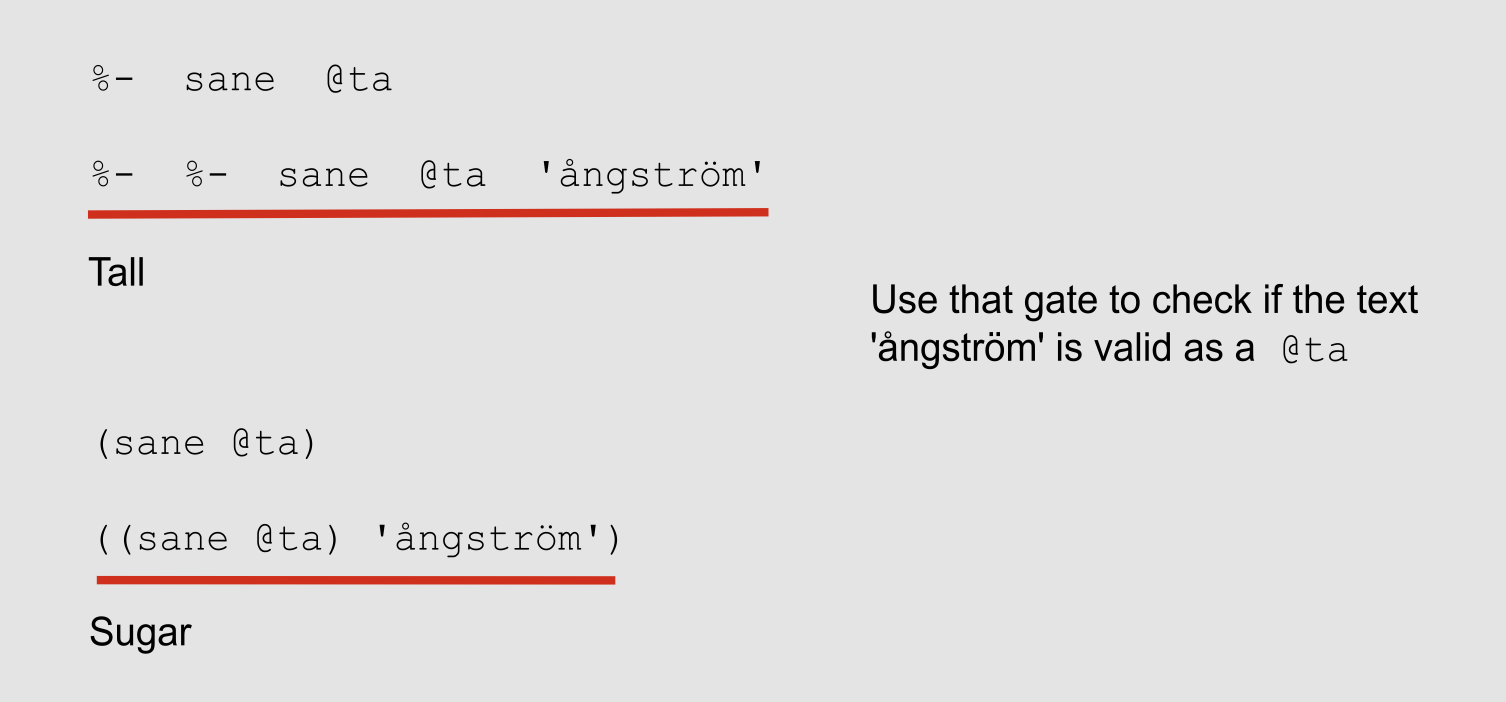 %-  sane  @ta
%-  %-  sane  @ta  'ångström'
Tall
Use that gate to check if the text
'ångström' is valid as a @ta
(sane @ta)
((sane @ta) 'ångström')
Sugar